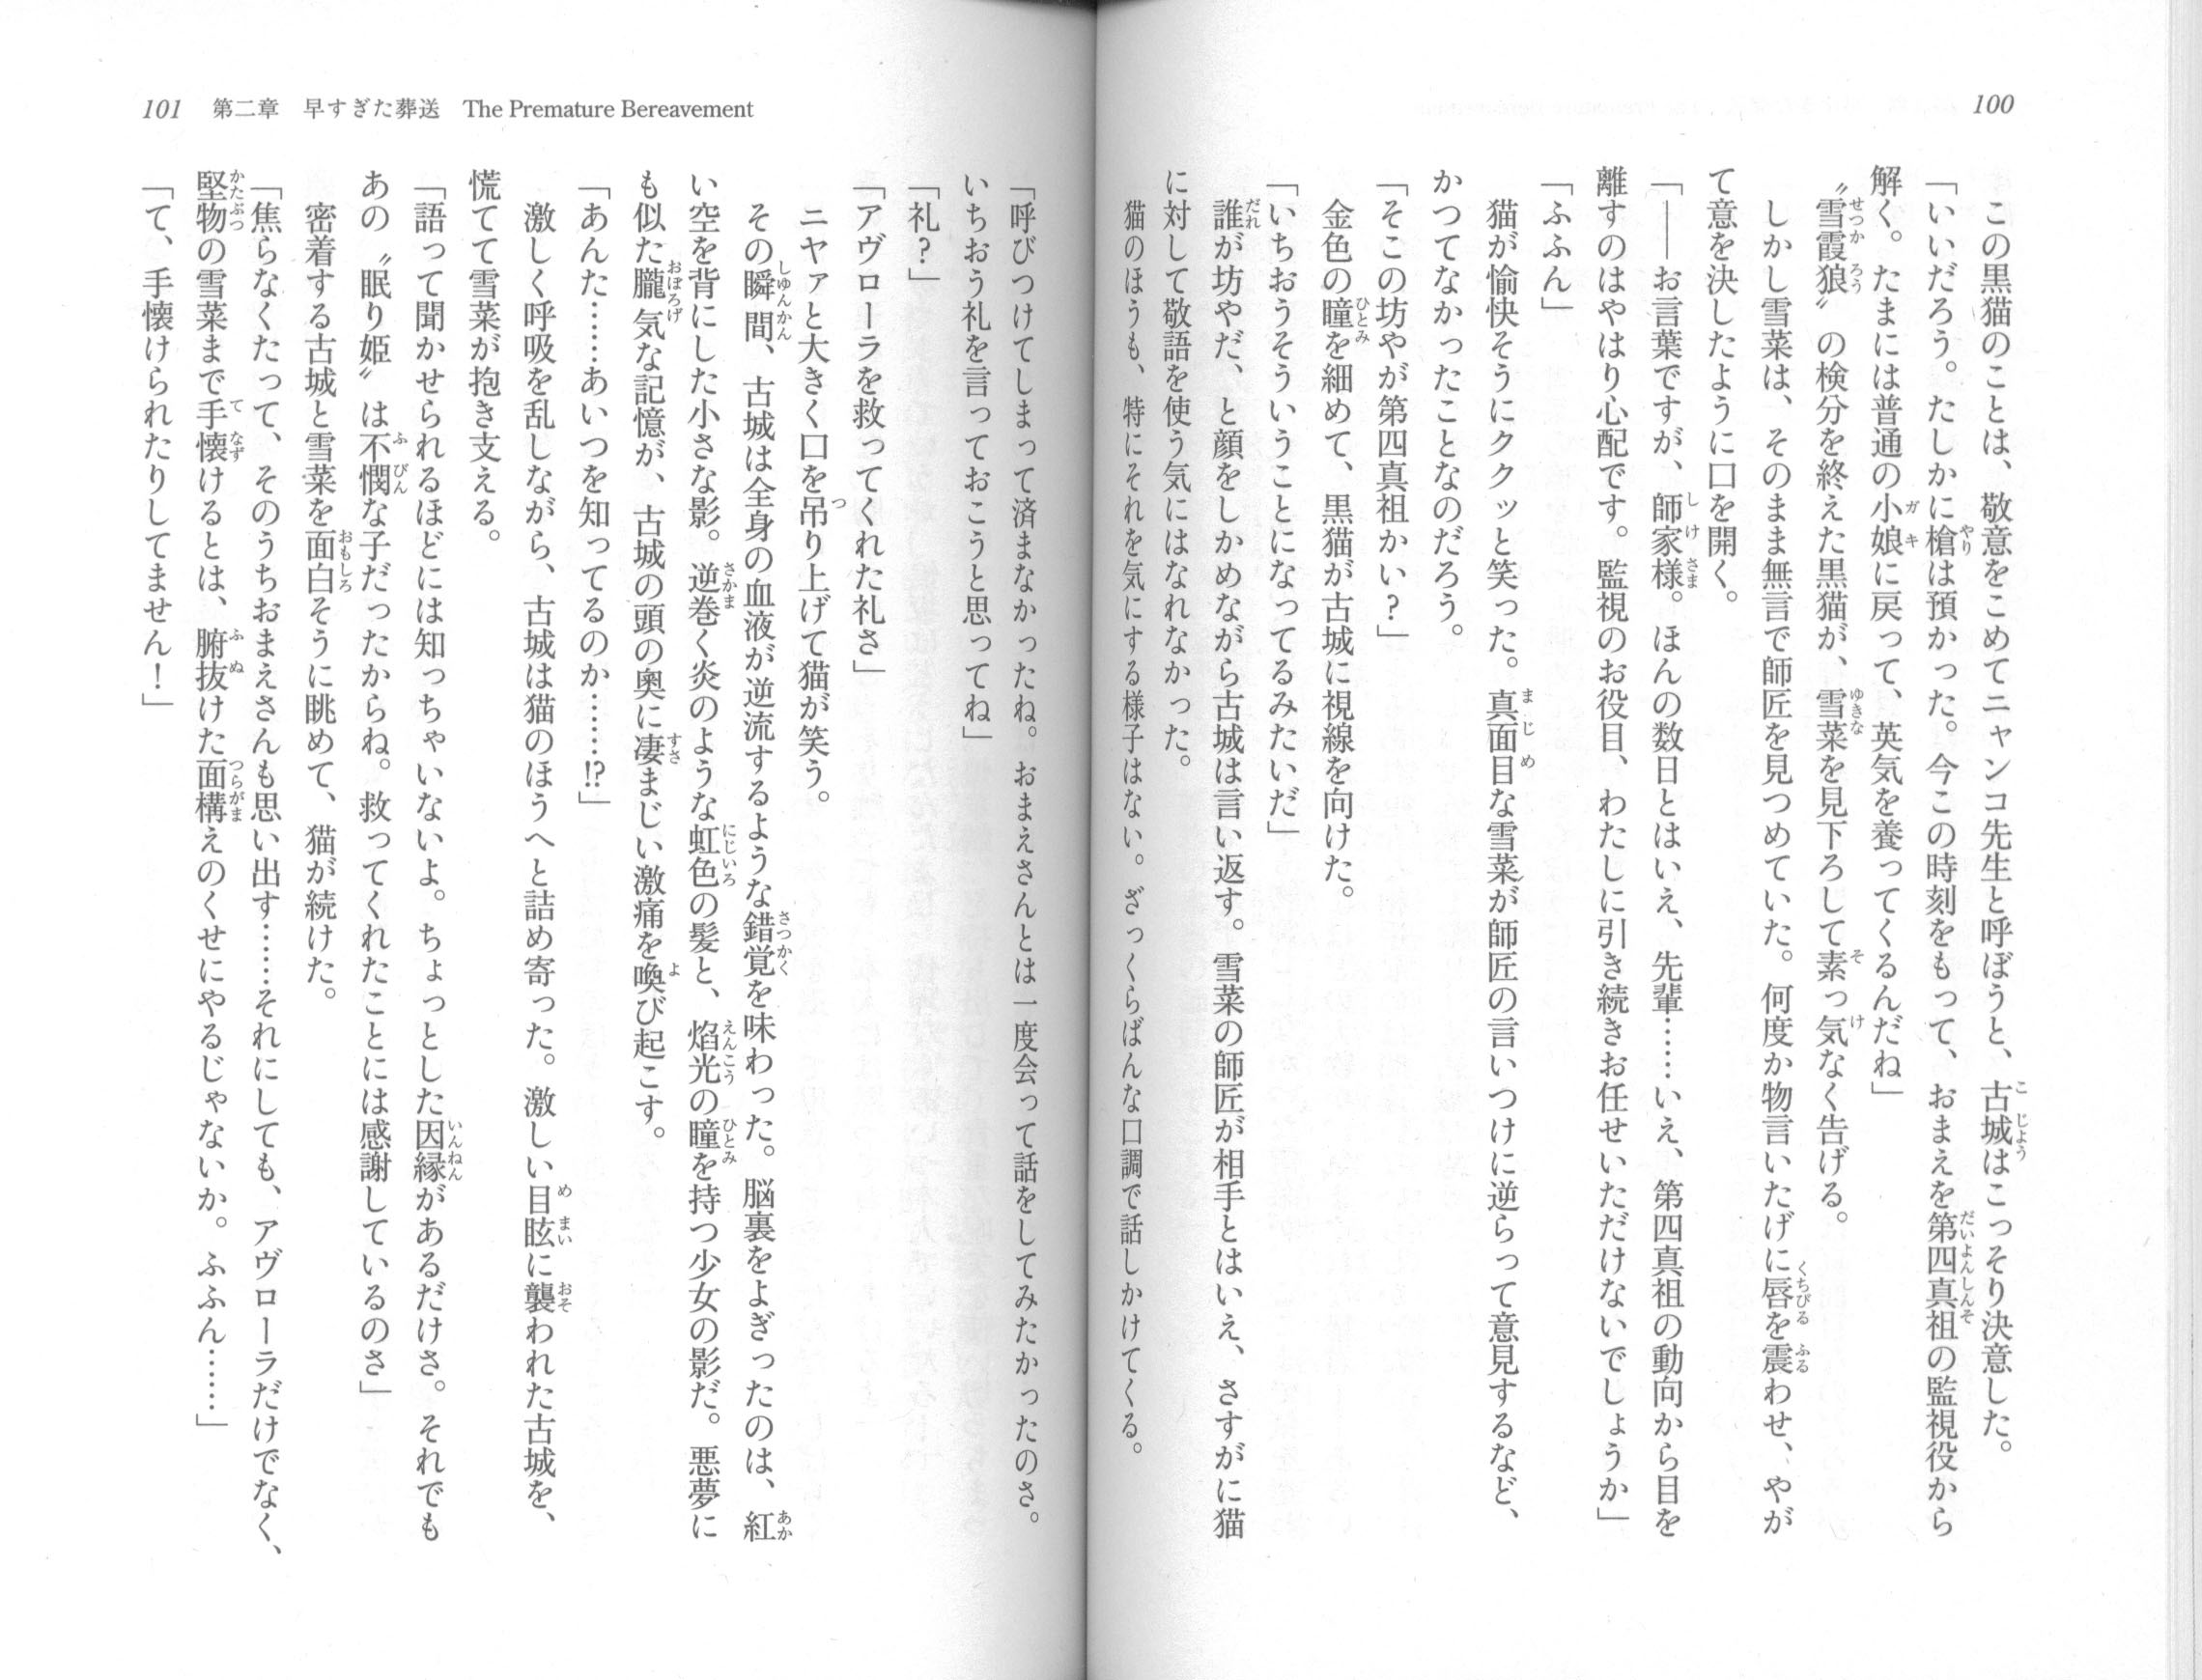 100
この黒猫のことは、敬意をこめてニャンコ先生と呼ぼうと、古城はこっそり決意した。
「いいだろう。たしかに槍は預かった。今この時刻をもって、おまえを第四真祖の監視役から
解く。たまには普通の小娘に戻って、英気を養ってくるんだね」
〝雪霞狼〟の検分を終えた黒猫が、雪菜を見下ろして素っ気なく告げる。
しかし雪菜は、そのまま無言で師匠を見つめていた。何度か物言いたげに唇を震わせ、やが
て意を決したように口を開く。
「――お言葉ですが、師家様。ほんの数日とはいえ、先輩……いえ、第四真祖の動向から目を
離すのはやはり心配です。監視のお役目、わたしに引き続きお任せいただけないでしょうか」
「ふふん」
猫が愉快そうにククッと笑った。真面目な雪菜が師匠の言いつけに逆らって意見するなど、
かつてなかったことなのだろう。
「そこの坊やが第四真祖かい？」
金色の瞳を細めて、黒猫が古城に視線を向けた。
「いちおうそういうことになってるみたいだ」
誰が坊やだ、と顔をしかめながら古城は言い返す。雪菜の師匠が相手とはいえ、さすがに猫
に対して敬語を使う気にはなれなかった。
猫のほうも、特にそれを気にする様子はない。ざっくらばんな口調で話しかけてくる。
101 第二章 早すぎた葬送 The Premature Bereavement
「呼びつけてしまって済まなかったね。おまえさんとは一度会って話をしてみたかったのさ。
いちおう礼を言っておこうと思ってね」
「礼？」
「アヴローラを救ってくれた礼さ」
ニヤァと大きく口を吊り上げて猫が笑う。
その瞬間、古城は全身の血液が逆流するような錯覚を味わった。脳裏をよぎったのは、紅
い空を背にした小さな影。逆巻く炎のような虹色の髪と、焰光の瞳を持つ少女の影だ。悪夢に
も似た朧気な記憶が、古城の頭の奥に凄まじい激痛を喚び起こす。
「あんた……あいつを知ってるのか……!?」
激しく呼吸を乱しながら、古城は猫のほうへと詰め寄った。激しい目眩に襲われた古城を、
慌てて雪菜が抱き支える。
「語って聞かせられるほどには知っちゃいないよ。ちょっとした因縁があるだけさ。それでも
あの〝眠り姫〟は不憫な子だったからね。救ってくれたことには感謝しているのさ」
密着する古城と雪菜を面白そうに眺めて、猫が続けた。
「焦らなくたって、そのうちおまえさんも思い出す……それにしても、アヴローラだけでなく、
堅物の雪菜まで手懐けるとは、腑抜けた面構えのくせにやるじゃないか。ふふん……」
「て、手懐けられたりしてません！」